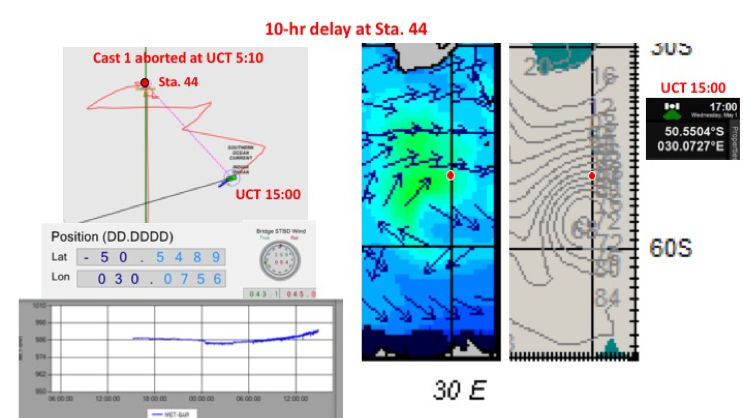 10-hr delay at Sta. 44
Cast 1 aborted at UCT 5:10
Sta. 44
SOUTHERN
OCEAN
CURRENT
INDIAN
OCEAN
UCT 15:00
Position (DD.DDDD)
Lat - 5 0 . 5 4 8 9
Lon 0 3 0 . 0 7 5 6
Bridge STBD Wind
True Rel
043.1 045.0
1010
998
986
974
962
950
06:00:00 12:00:00 18:00:00 00:00:00 06:00:00 12:00:00
MET-BAR
30 E
20
16
12
72
84
30S
60S
UCT 15:00
17:00
Wednesday, May 1
50.5504°S
030.0727°E
Properties